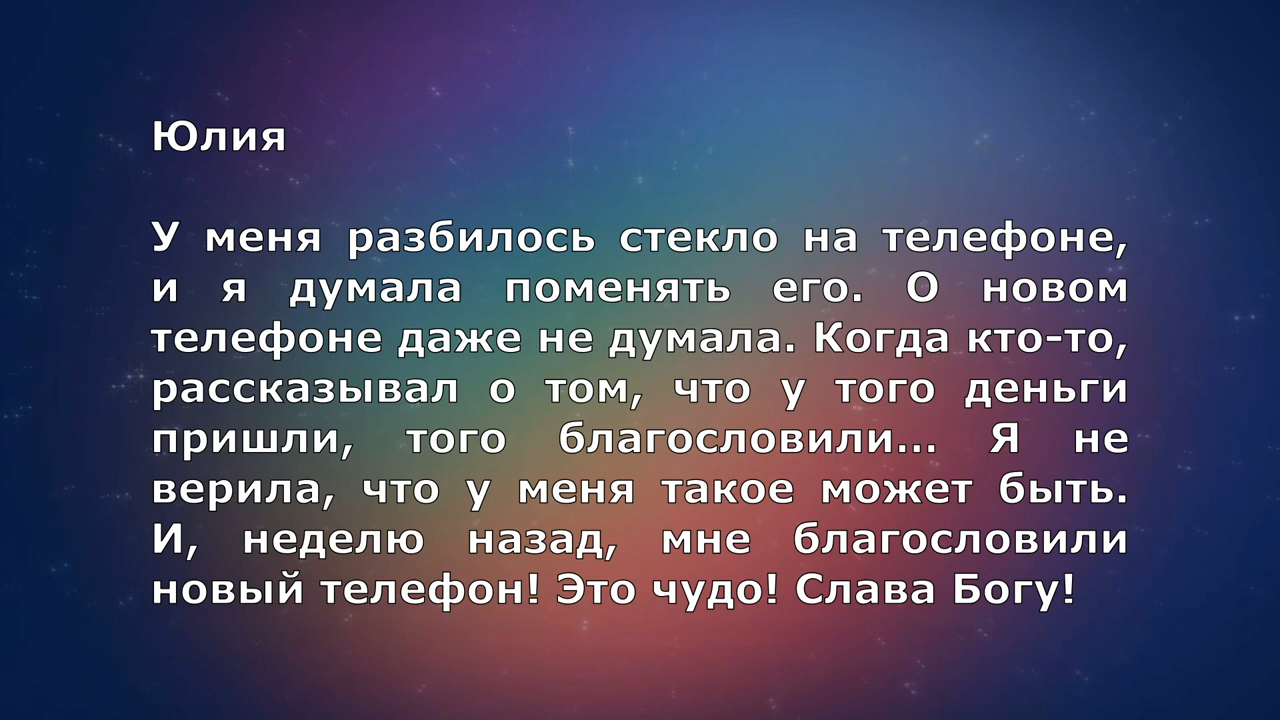 Юлия
У меня разбилось стекло на телефоне,
и я думала поменять его. О новом
телефоне даже не думала. Когда кто-то,
рассказывал о том, что у того деньги
пришли, того благословили... Я не
верила, что у меня такое может быть.
И, неделю назад, мне благословили
новый телефон! Это чудо! Слава Богу!